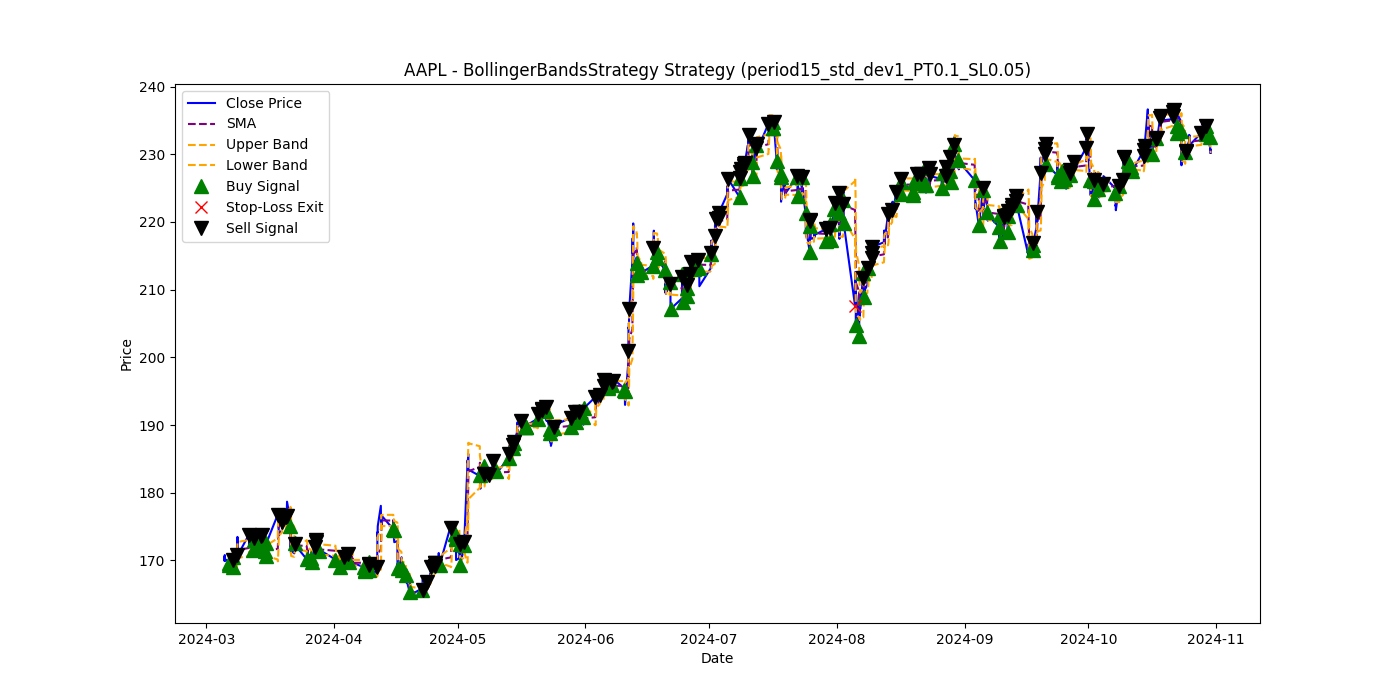 AAPL - BollingerBandsStrategy Strategy (period15_std_dev1_PT0.1_SL0.05)
240
230
220
210
200
190
180
170
Price
Close Price
SMA
Upper Band
Lower Band
Buy Signal
Stop-Loss Exit
Sell Signal
2024-03 2024-04 2024-05 2024-06 2024-07 2024-08 2024-09 2024-10 2024-11
Date